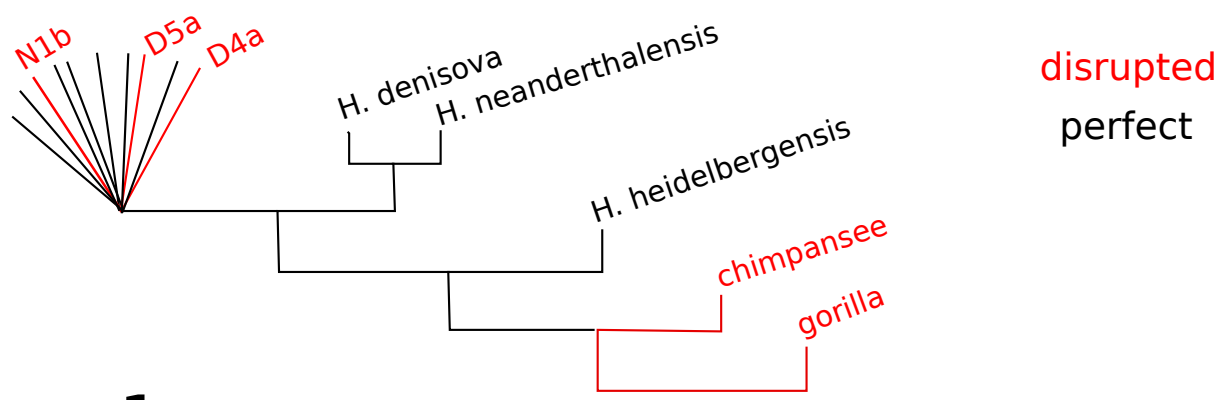 N1b
D5a
D4a
H. denisova
H. neanderthalensis
H. heidelbergensis
chimpansee
gorilla
disrupted
perfect